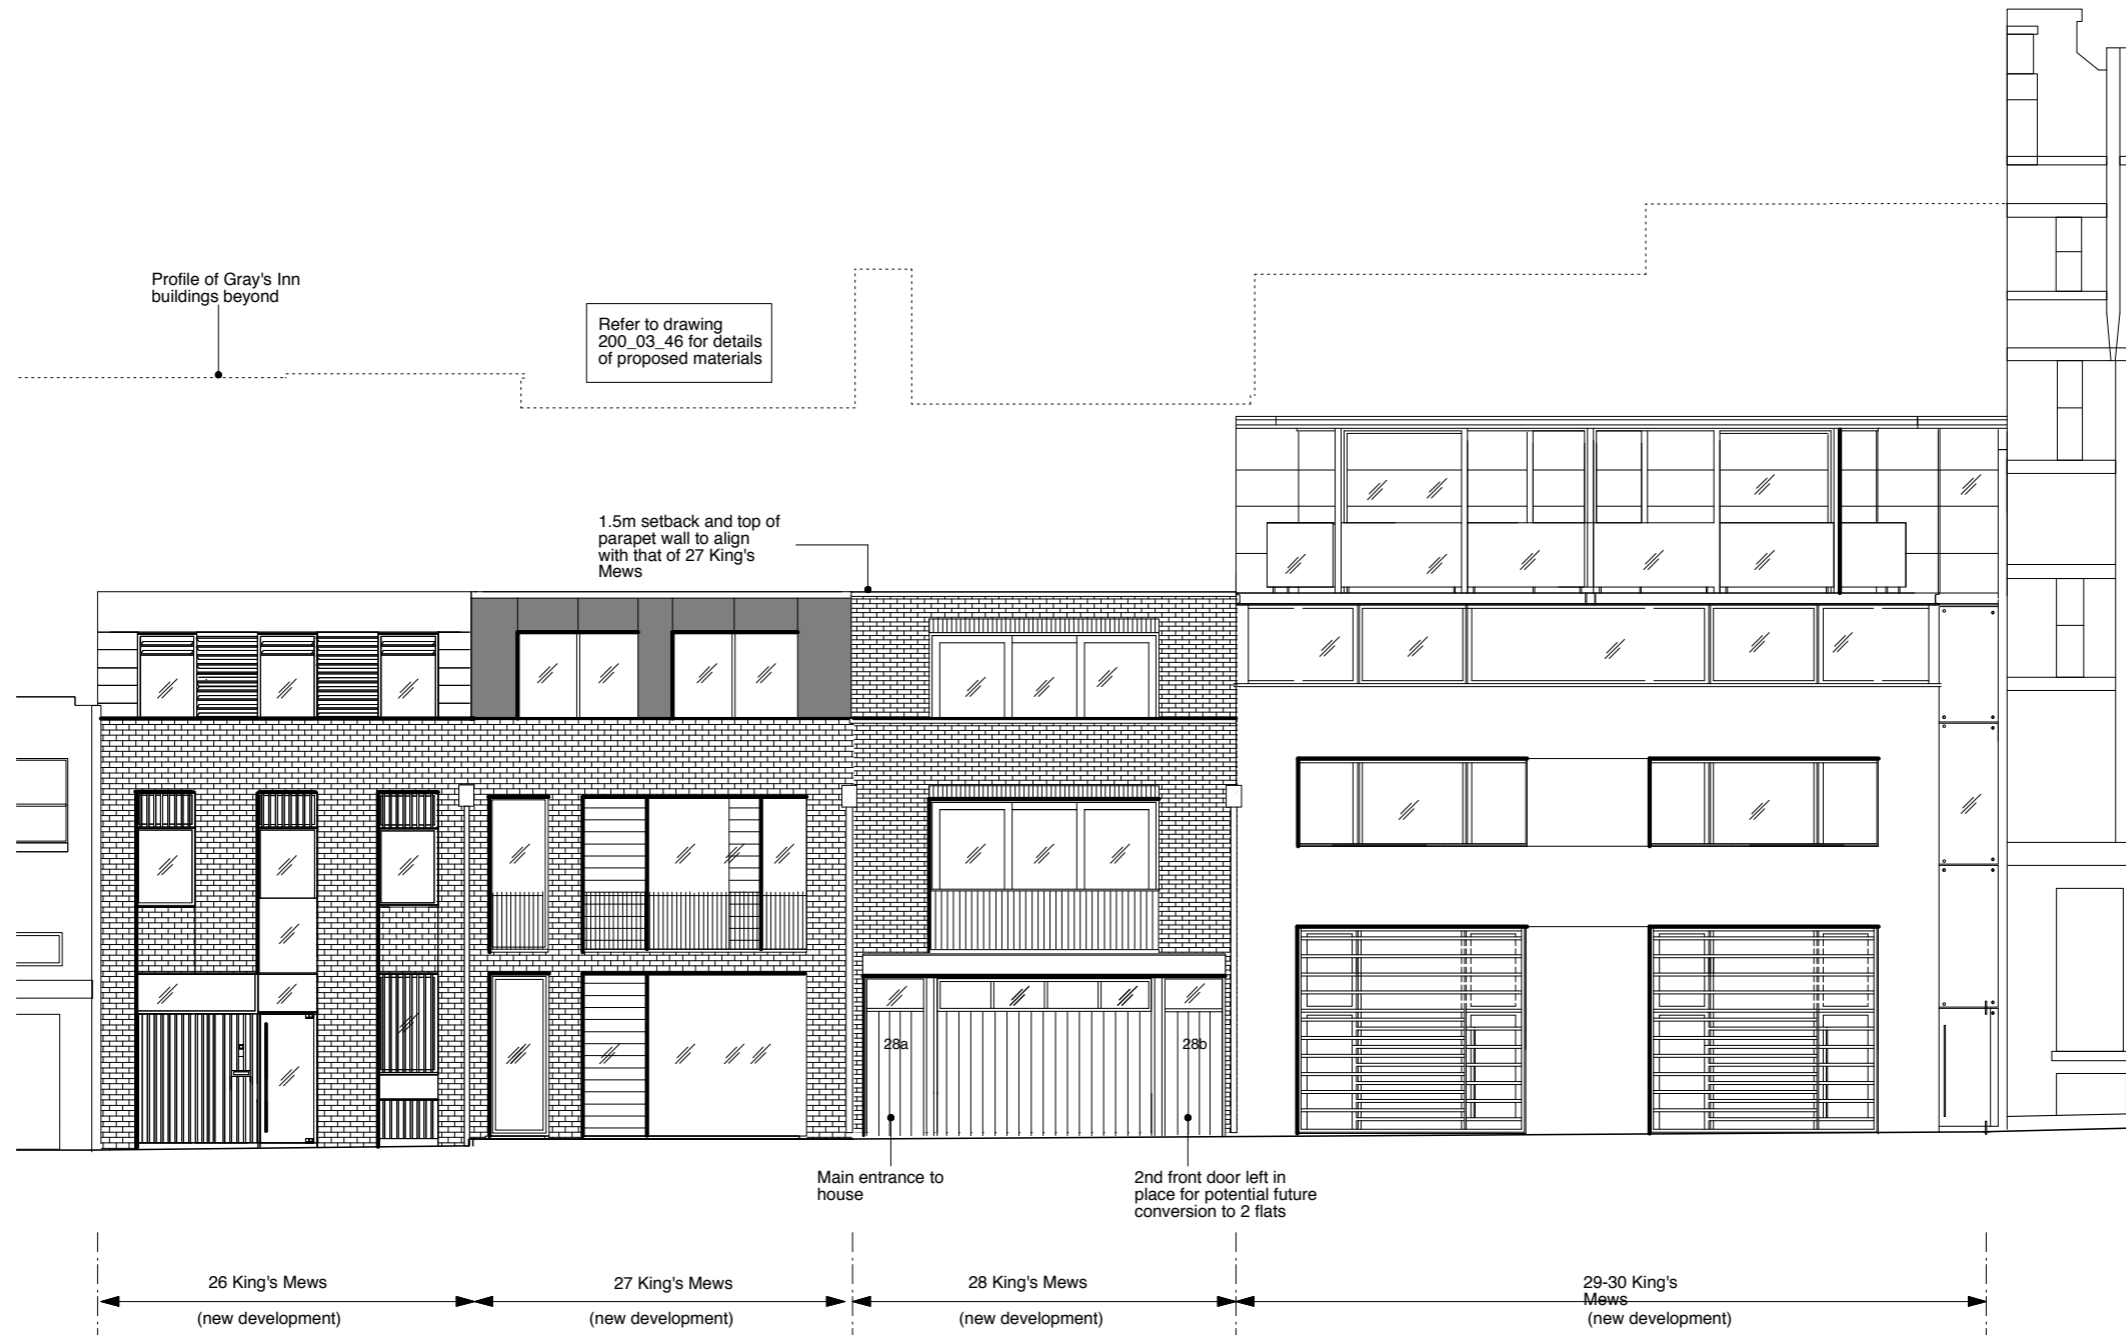 Profile of Gray's Inn
buildings beyond
Refer to drawing
200_03_46 for details
of proposed materials
1.5m setback and top of
parapet wall to align
with that of 27 King's
Mews
28a
28b
Main entrance to
house
2nd front door left in
place for potential future
conversion to 2 flats
26 King's Mews
(new development)
27 King's Mews
(new development)
28 King's Mews
(new development)
29-30 King's
Mews
(new development)